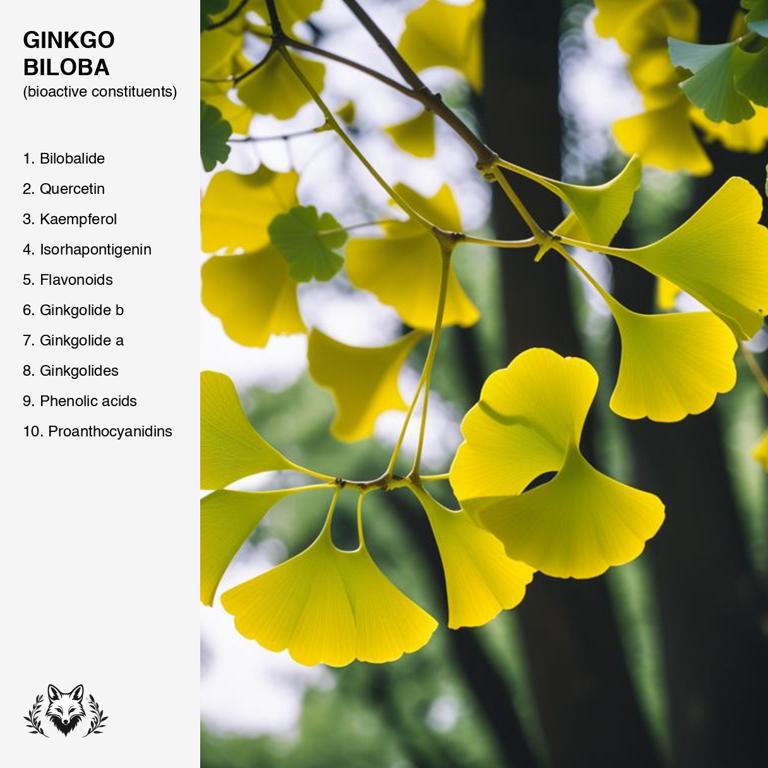 GINKGO
BILOBA
(bioactive constituents)
1. Bilobalide
2. Quercetin
3. Kaempferol
4. Isorhapontigenin
5. Flavonoids
6. Ginkgolide b
7. Ginkgolide a
8. Ginkgolides
9. Phenolic acids
10. Proanthocyanidins